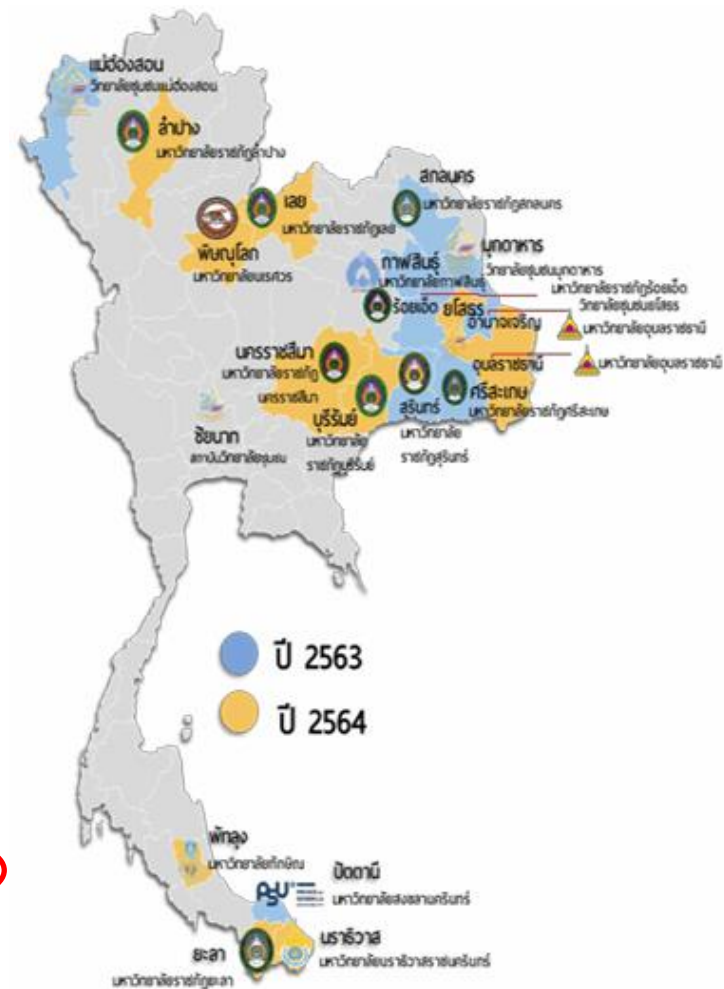 แม่ฮ่องสอน
วิทยาลัยชุมชนแม่ฮ่องสอน
ลำปาง
มหาวิทยาลัยราชภัฏลำปาง
สกลนคร
มหาวิทยาลัยราชภัฏสกลนคร
เลย
มหาวิทยาลัยราชภัฏเลย
พิษณุโลก
มหาวิทยาลัยนเรศวร
มุกดาหาร
วิทยาลัยชุมชนมุกดาหาร
กาฬสินธุ์
มหาวิทยาลัยกาฬสินธุ์
มหาวิทยาลัยราชภัฏร้อยเอ็ด
ร้อยเอ็ด
ยโสธร
วิทยาลัยชุมชนยโสธร
อำนาจเจริญ
มหาวิทยาลัยอุบลราชธานี
นครราชสีมา
มหาวิทยาลัยราชภัฏ
นครราชสีมา
อุบลราชธานี
มหาวิทยาลัยอุบลราชธานี
บุรีรัมย์
มหาวิทยาลัย
ราชภัฏบุรีรัมย์
สุรินทร์
มหาวิทยาลัย
ราชภัฏสุรินทร์
ศรีสะเกษ
มหาวิทยาลัยราชภัฏศรีสะเกษ
ชัยนาท
สถาบันวิทยาลัยชุมชน
ปี 2563
ปี 2564
พัทลุง
มหาวิทยาลัยทักษิณ
PSU
ปัตตานี
มหาวิทยาลัยสงขลานครินทร์
ยะลา
มหาวิทยาลัยราชภัฏยะลา
นราธิวาส
มหาวิทยาลัยนราธิวาสราชนครินทร์